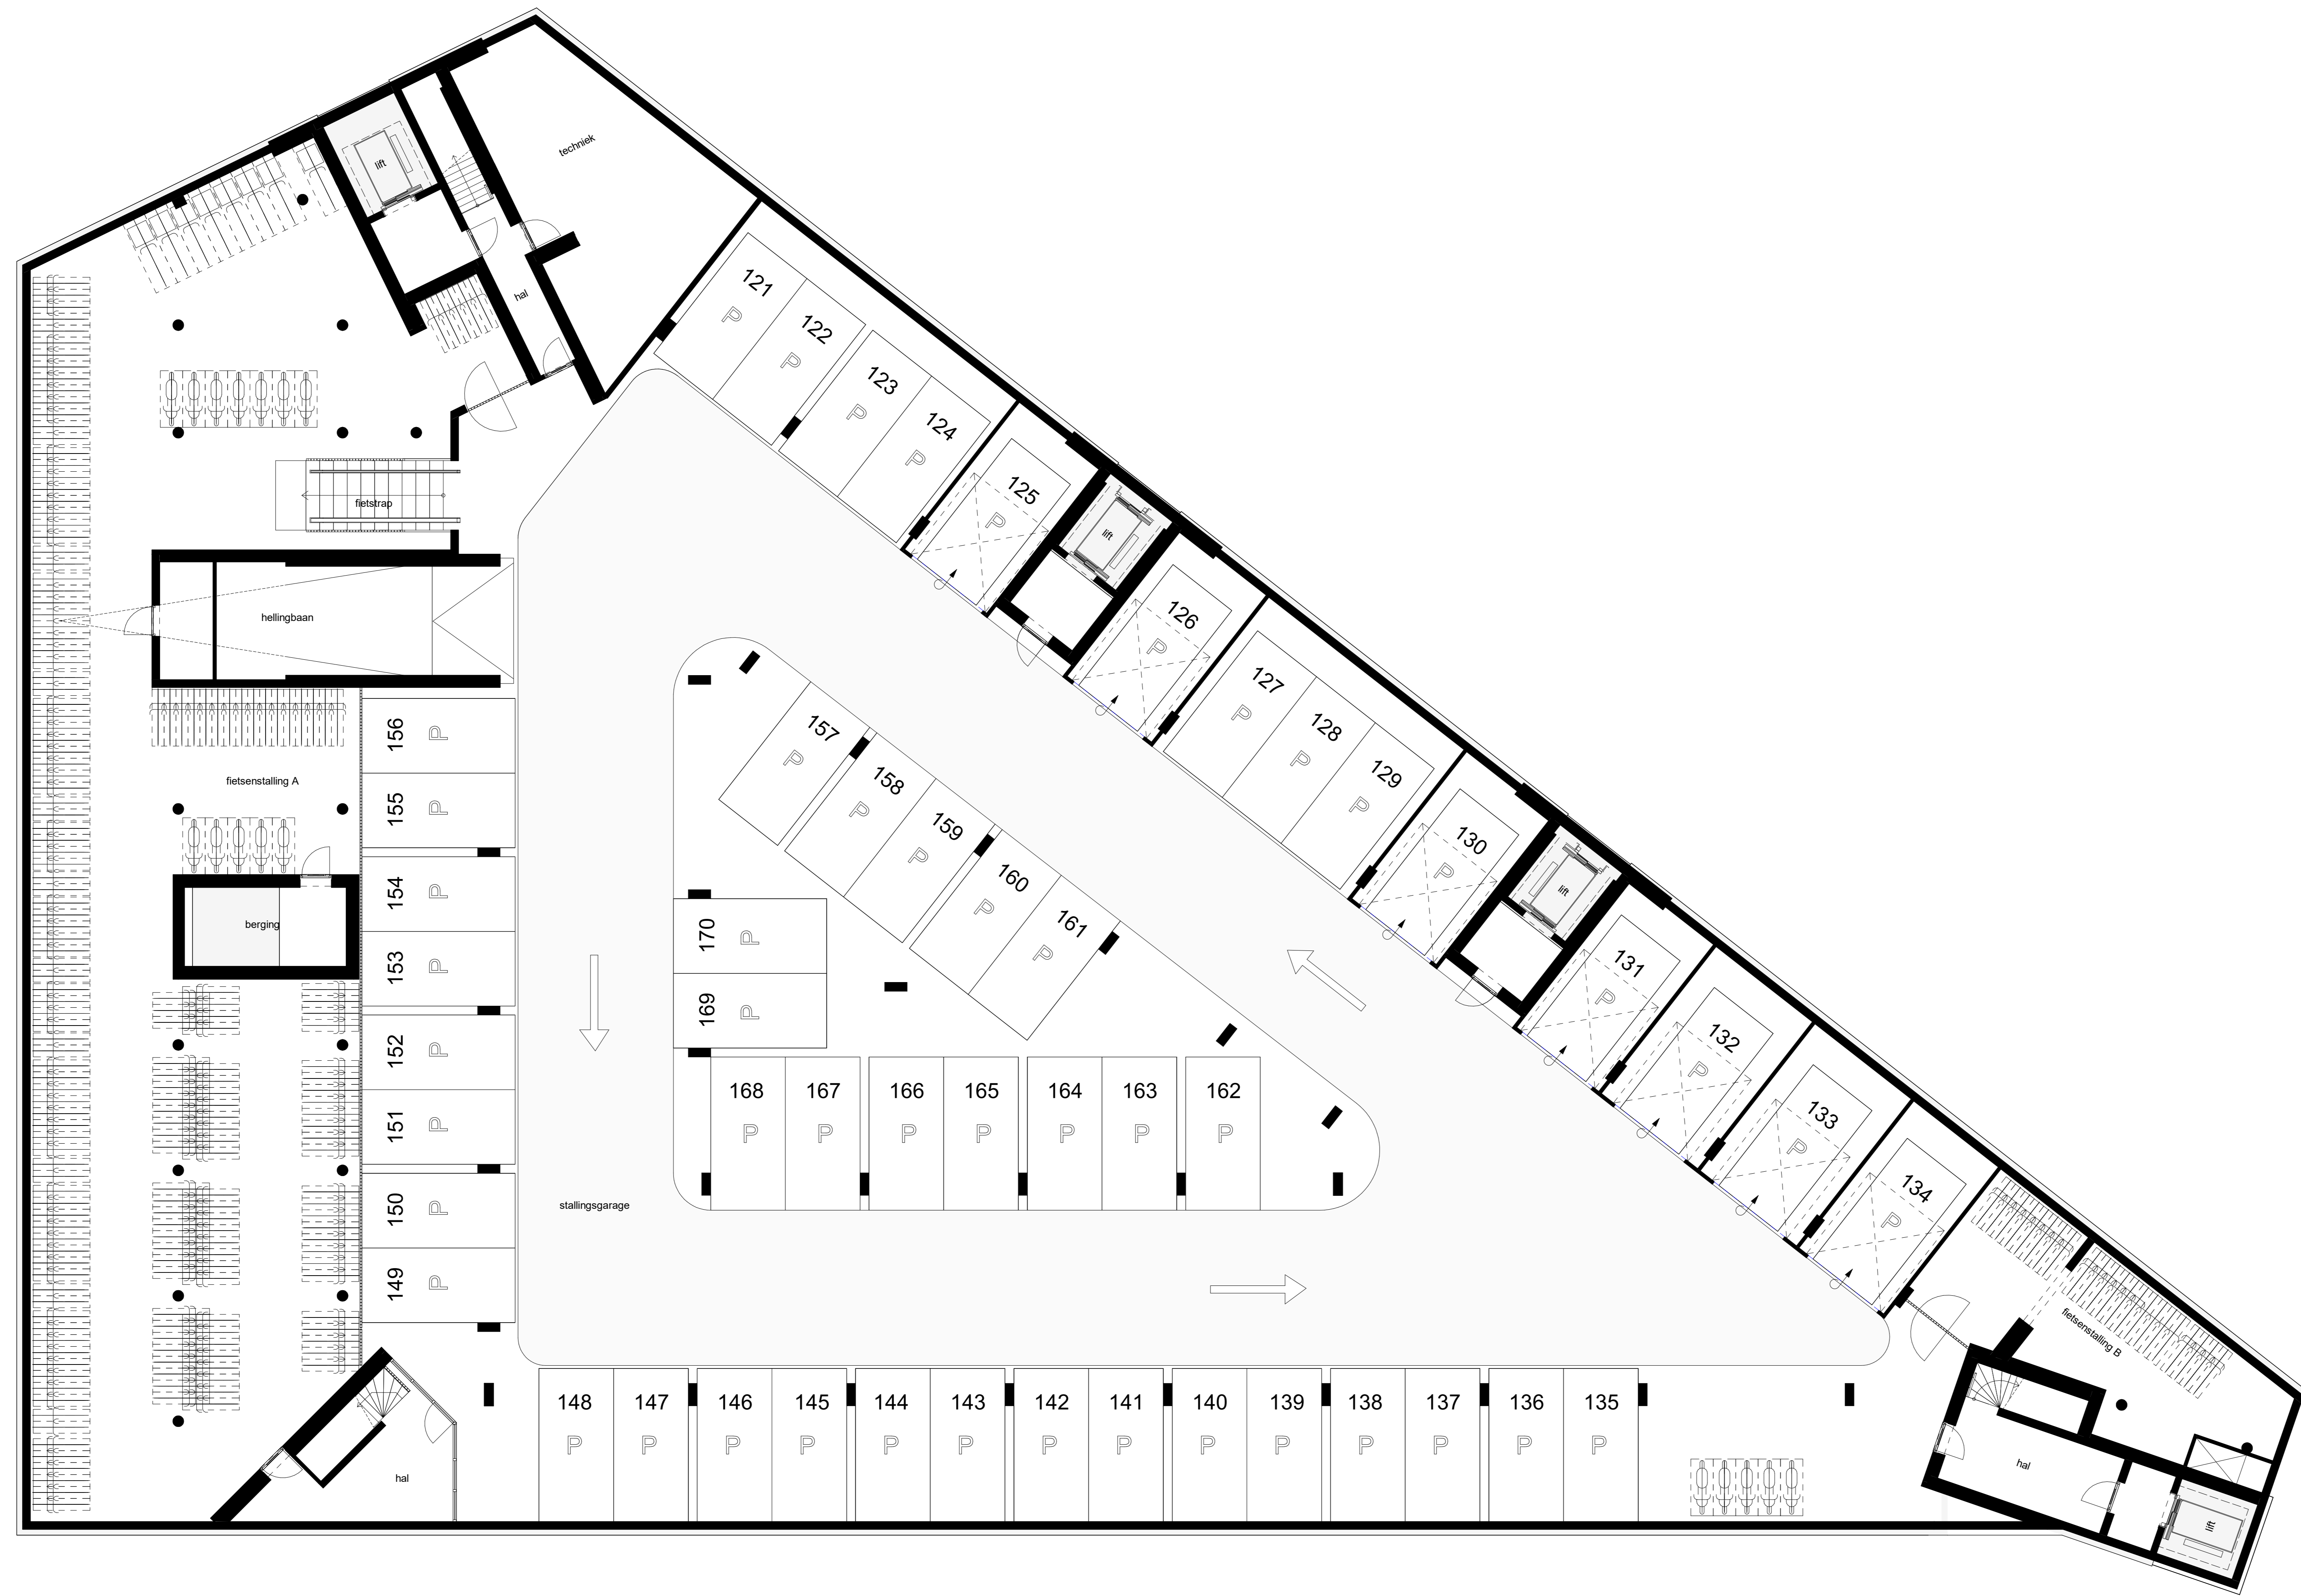 techniek
lift
hal
121
P
122
P
123
P
124
P
125
P
lift
126
P
127
P
128
P
129
P
130
P
lift
131
P
132
P
133
P
134
P
fietstrap
hellingbaan
fietsenstalling A
berging
156
P
155
P
154
P
153
P
152
P
151
P
150
P
149
P
157
P
158
P
159
P
160
P
161
P
170
P
169
P
168
P
167
P
166
P
165
P
164
P
163
P
162
P
stallingsgarage
fietsenstalling B
148
P
147
P
146
P
145
P
144
P
143
P
142
P
141
P
140
P
139
P
138
P
137
P
136
P
135
P
hal
hal
lift